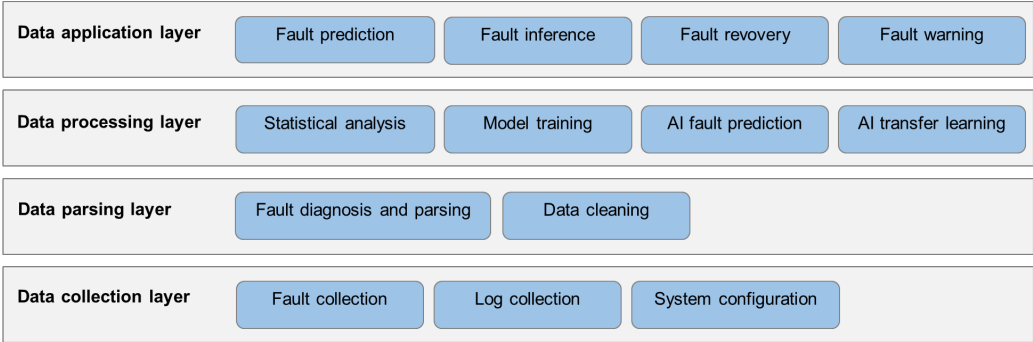 Data application layer
Fault prediction
Fault inference
Fault revovery
Fault warning
Data processing layer
Statistical analysis
Model training
AI fault prediction
AI transfer learning
Data parsing layer
Fault diagnosis and parsing
Data cleaning
Data collection layer
Fault collection
Log collection
System configuration